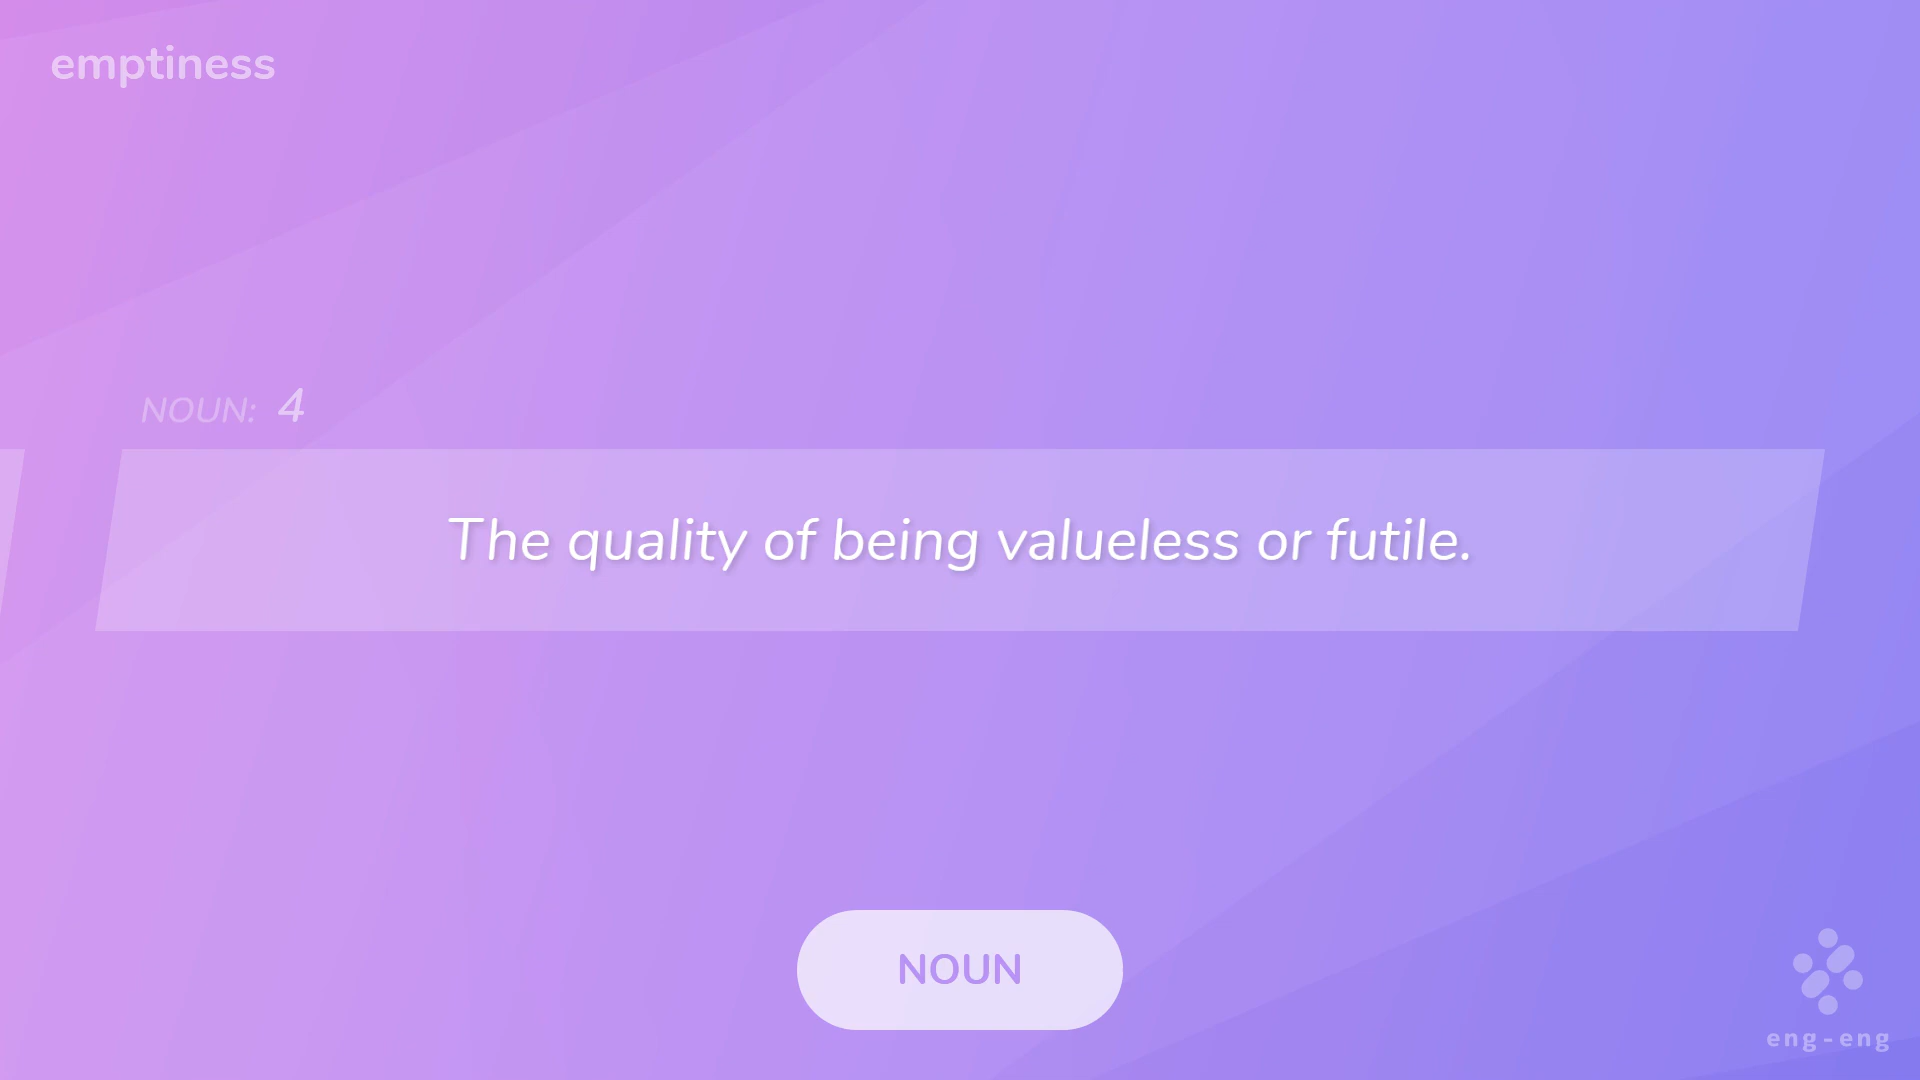 emptiness
NOUN: 4
The quality of being valueless or futile.
NOUN
eng-eng